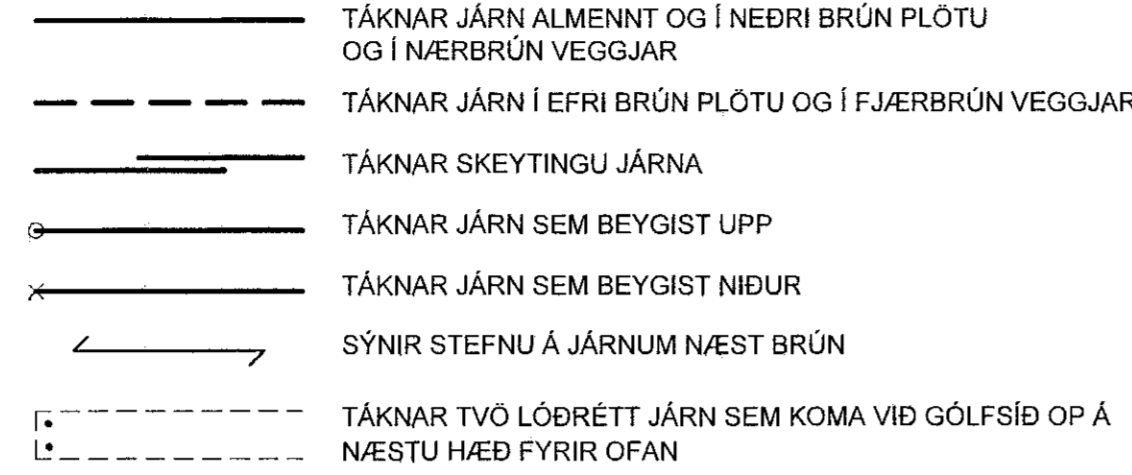 TÁKNAR JÁRN ALMENNT OG Í NEÐRI BRÚN PLÖTU
OG Í NÆRBRÚN VEGGJAR
TÁKNAR JÁRN Í EFRI BRÚN PLÖTU OG Í FJÆRBRÚN VEGGJAR
TÁKNAR SKEYTINGU JÁRNA
TÁKNAR JÁRN SEM BEYGIST UPP
TÁKNAR JÁRN SEM BEYGIST NIÐUR
SÝNIR STEFNU Á JÁRNUM NÆST BRÚN
TÁKNAR TVÖ LÓÐRÉTT JÁRN SEM KOMA VIÐ GÓLFSÍÐ OP Á
NÆSTU HÆÐ FYRIR OFAN